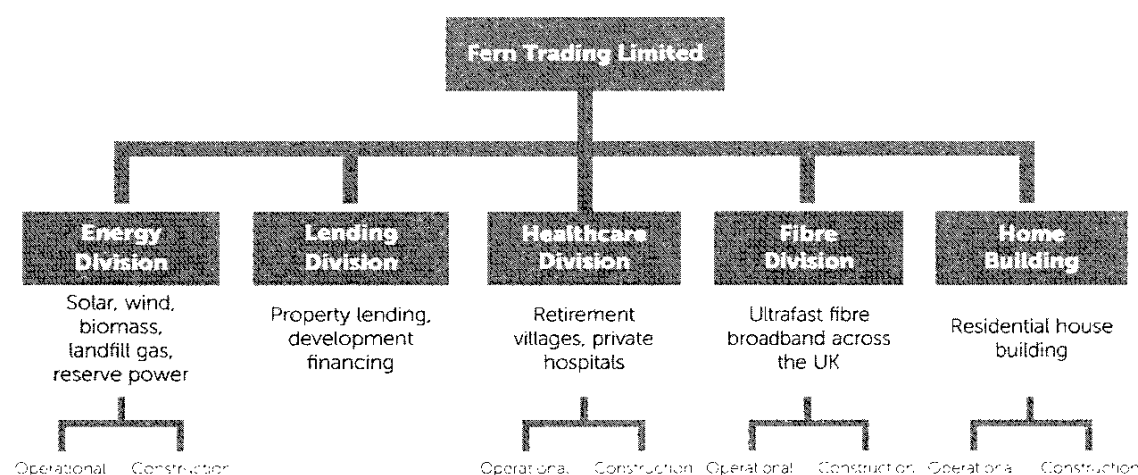 Fern Trading Limited
Energy
Division
Solar, wind,
biomass,
landfill gas,
reserve power
Lending
Division
Property lending,
development
financing
Healthcare
Division
Retirement
villages, private
hospitals
Fibre
Division
Ultrafast fibre
broadband across
the UK
Home
Building
Residential house
building
Operational Construction
Operational Construction
Operational Construction
Operational Construction